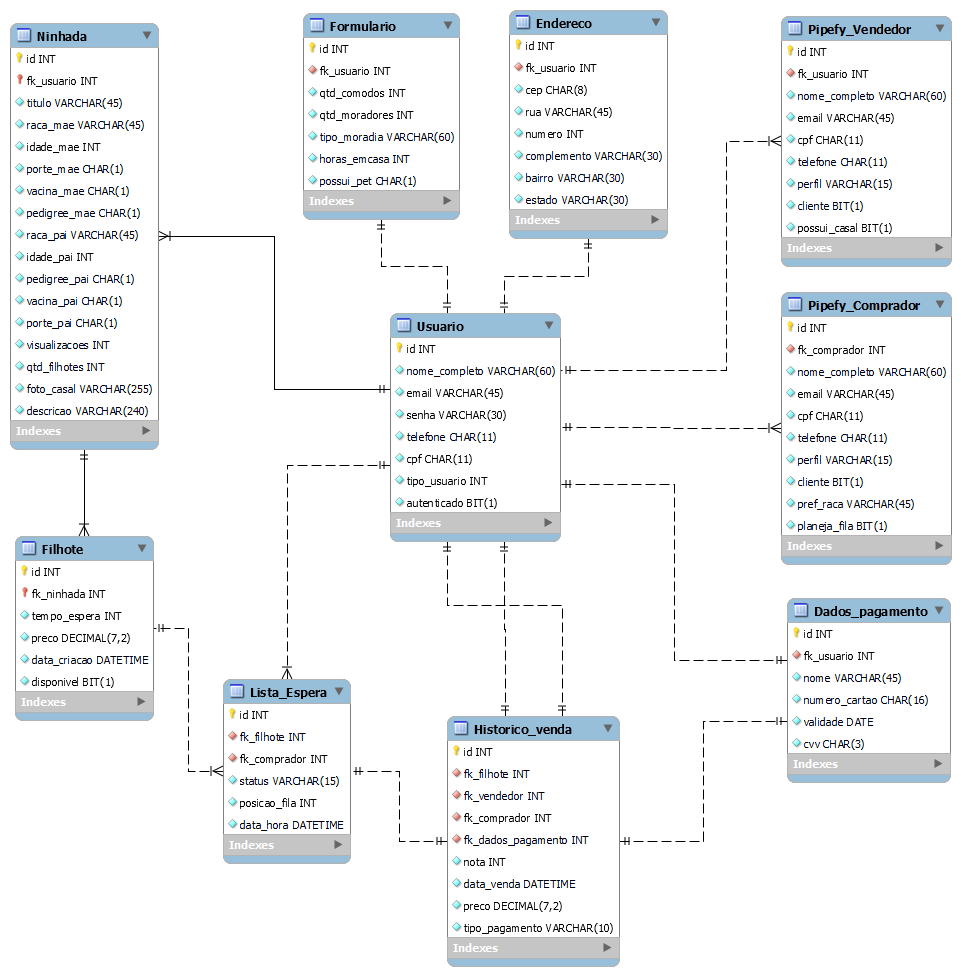 Ninhada
id INT
fk_usuario INT
titulo VARCHAR(45)
raca_mae VARCHAR(45)
idade_mae INT
porte_mae CHAR(1)
vacina_mae CHAR(1)
pedigree_mae CHAR(1)
raca_pai VARCHAR(45)
idade_pai INT
pedigree_pai CHAR(1)
vacina_pai CHAR(1)
porte_pai CHAR(1)
visualizacoes INT
qtd_filhotes INT
foto_casal VARCHAR(255)
descricao VARCHAR(240)
Indexes
Formulario
id INT
fk_usuario INT
qtd_comodos INT
qtd_moradores INT
tipo_moradia VARCHAR(60)
horas_emcasa INT
possui_pet CHAR(1)
Indexes
Endereco
id INT
fk_usuario INT
cep CHAR(8)
rua VARCHAR(45)
numero INT
complemento VARCHAR(30)
bairro VARCHAR(30)
estado VARCHAR(30)
Indexes
Pipefy_Vendedor
id INT
fk_usuario INT
nome_completo VARCHAR(60)
email VARCHAR(45)
cpf CHAR(11)
telefone CHAR(11)
perfil VARCHAR(15)
cliente BIT(1)
possui_casal BIT(1)
Indexes
Usuario
id INT
nome_completo VARCHAR(60)
email VARCHAR(45)
senha VARCHAR(30)
telefone CHAR(11)
cpf CHAR(11)
tipo_usuario INT
autenticado BIT(1)
Indexes
Pipefy_Comprador
id INT
fk_comprador INT
nome_completo VARCHAR(60)
email VARCHAR(45)
cpf CHAR(11)
telefone CHAR(11)
perfil VARCHAR(15)
cliente BIT(1)
pref_raca VARCHAR(45)
planeja_fila BIT(1)
Indexes
Filhote
id INT
fk_ninhada INT
tempo_espera INT
preco DECIMAL(7,2)
data_criacao DATETIME
disponivel BIT(1)
Indexes
Lista_Espera
id INT
fk_filhote INT
fk_comprador INT
status VARCHAR(15)
posicao_fila INT
data_hora DATETIME
Indexes
Historico_venda
id INT
fk_filhote INT
fk_vendedor INT
fk_comprador INT
fk_dados_pagamento INT
nota INT
data_venda DATETIME
preco DECIMAL(7,2)
tipo_pagamento VARCHAR(10)
Indexes
Dados_pagamento
id INT
fk_usuario INT
nome VARCHAR(45)
numero_cartao CHAR(16)
validade DATE
cvv CHAR(3)
Indexes